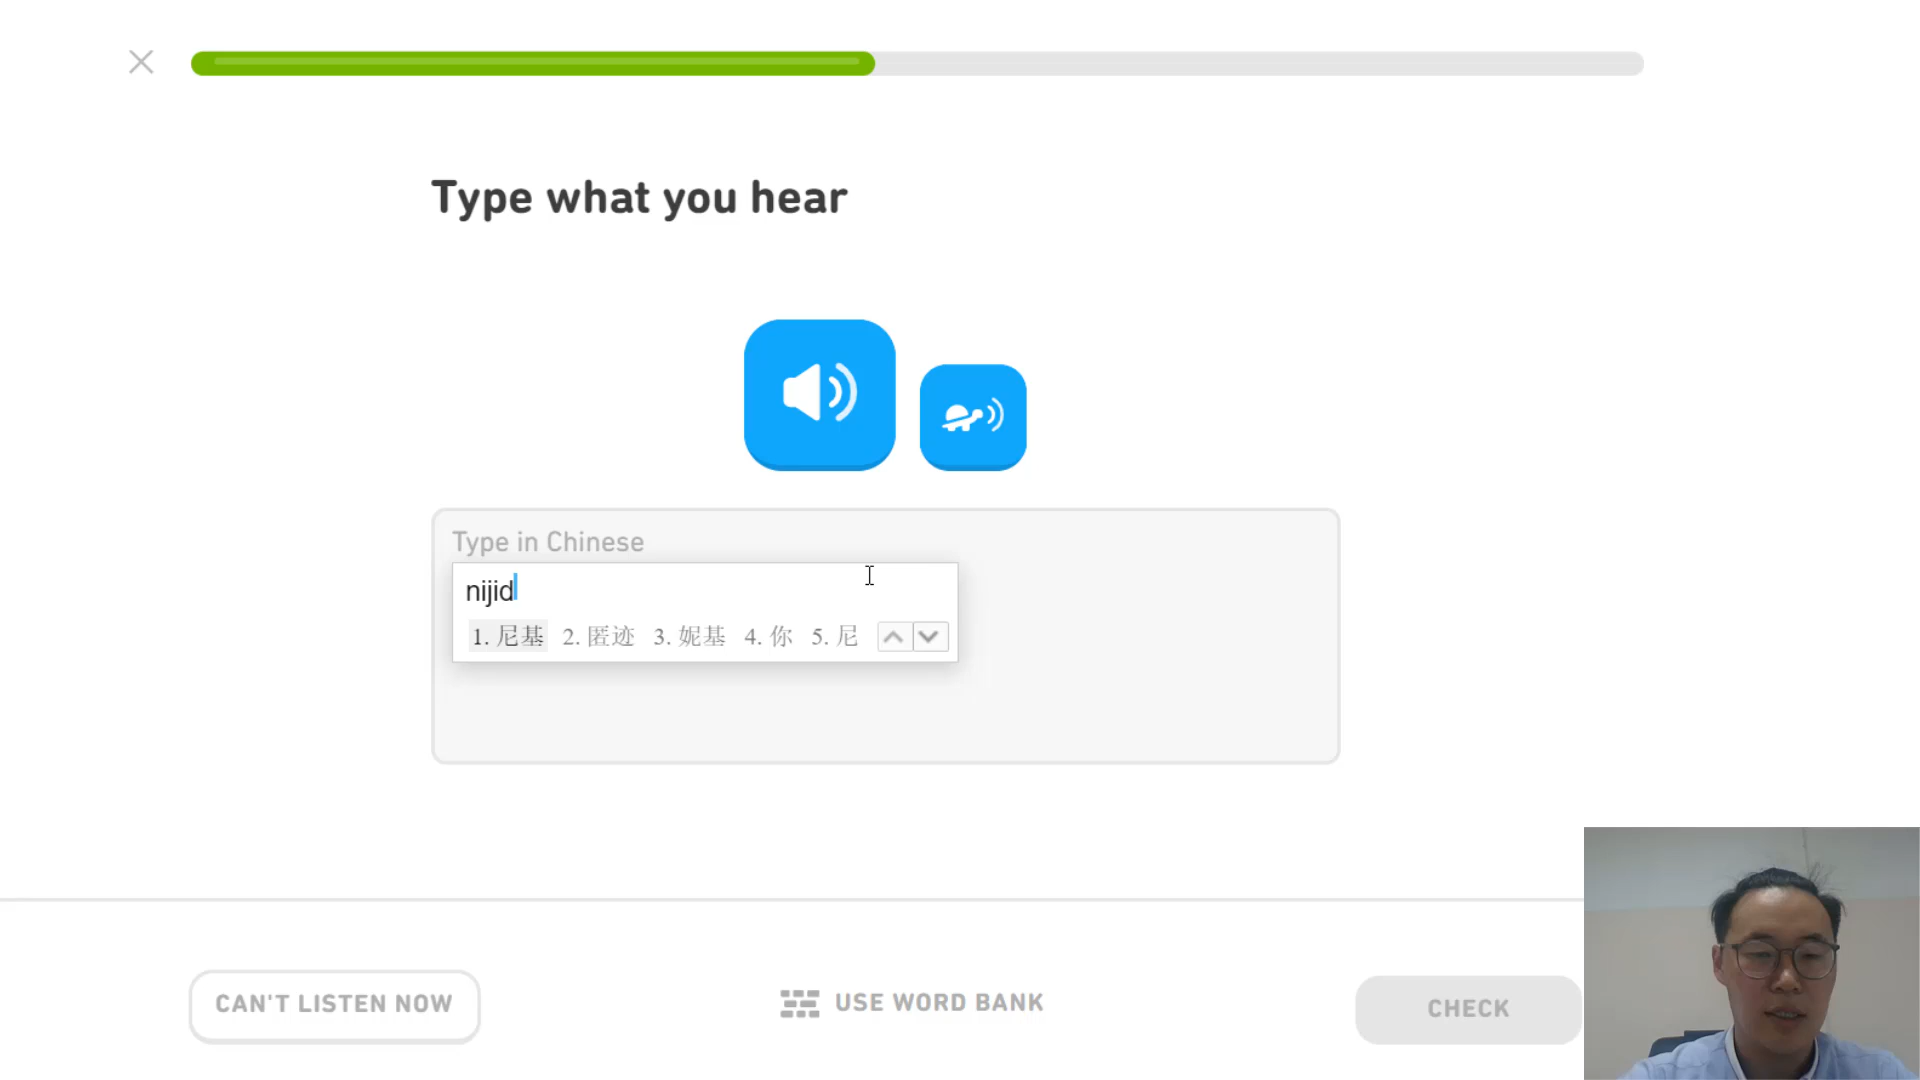 Type what you hear
Type in Chinese
nijid
1. 尼基 2. 匿迹 3. 妮基 4. 你 5. 尼
CAN'T LISTEN NOW
USE WORD BANK
CHECK